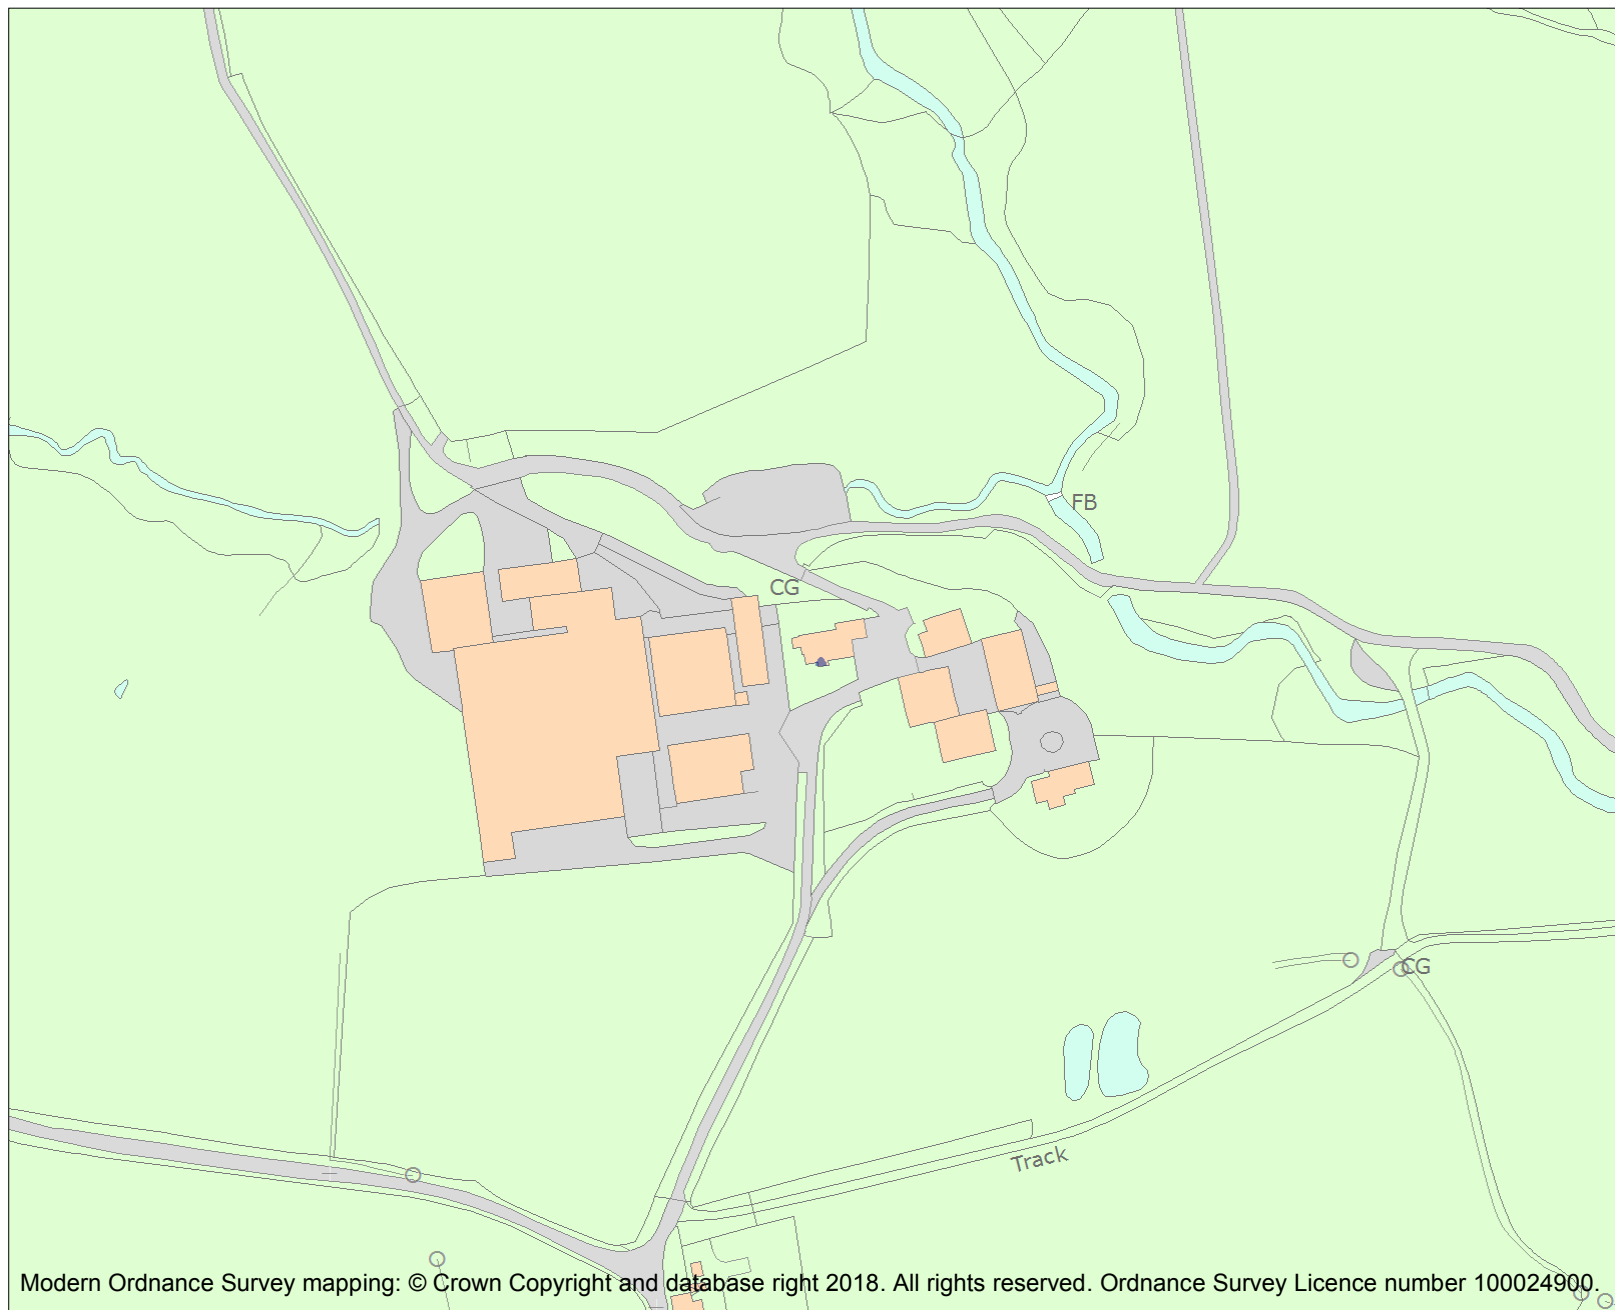 FB
CG
CG
Track
Modern Ordnance Survey mapping: © Crown Copyright and database right 2018. All rights reserved. Ordnance Survey Licence number 100024900.